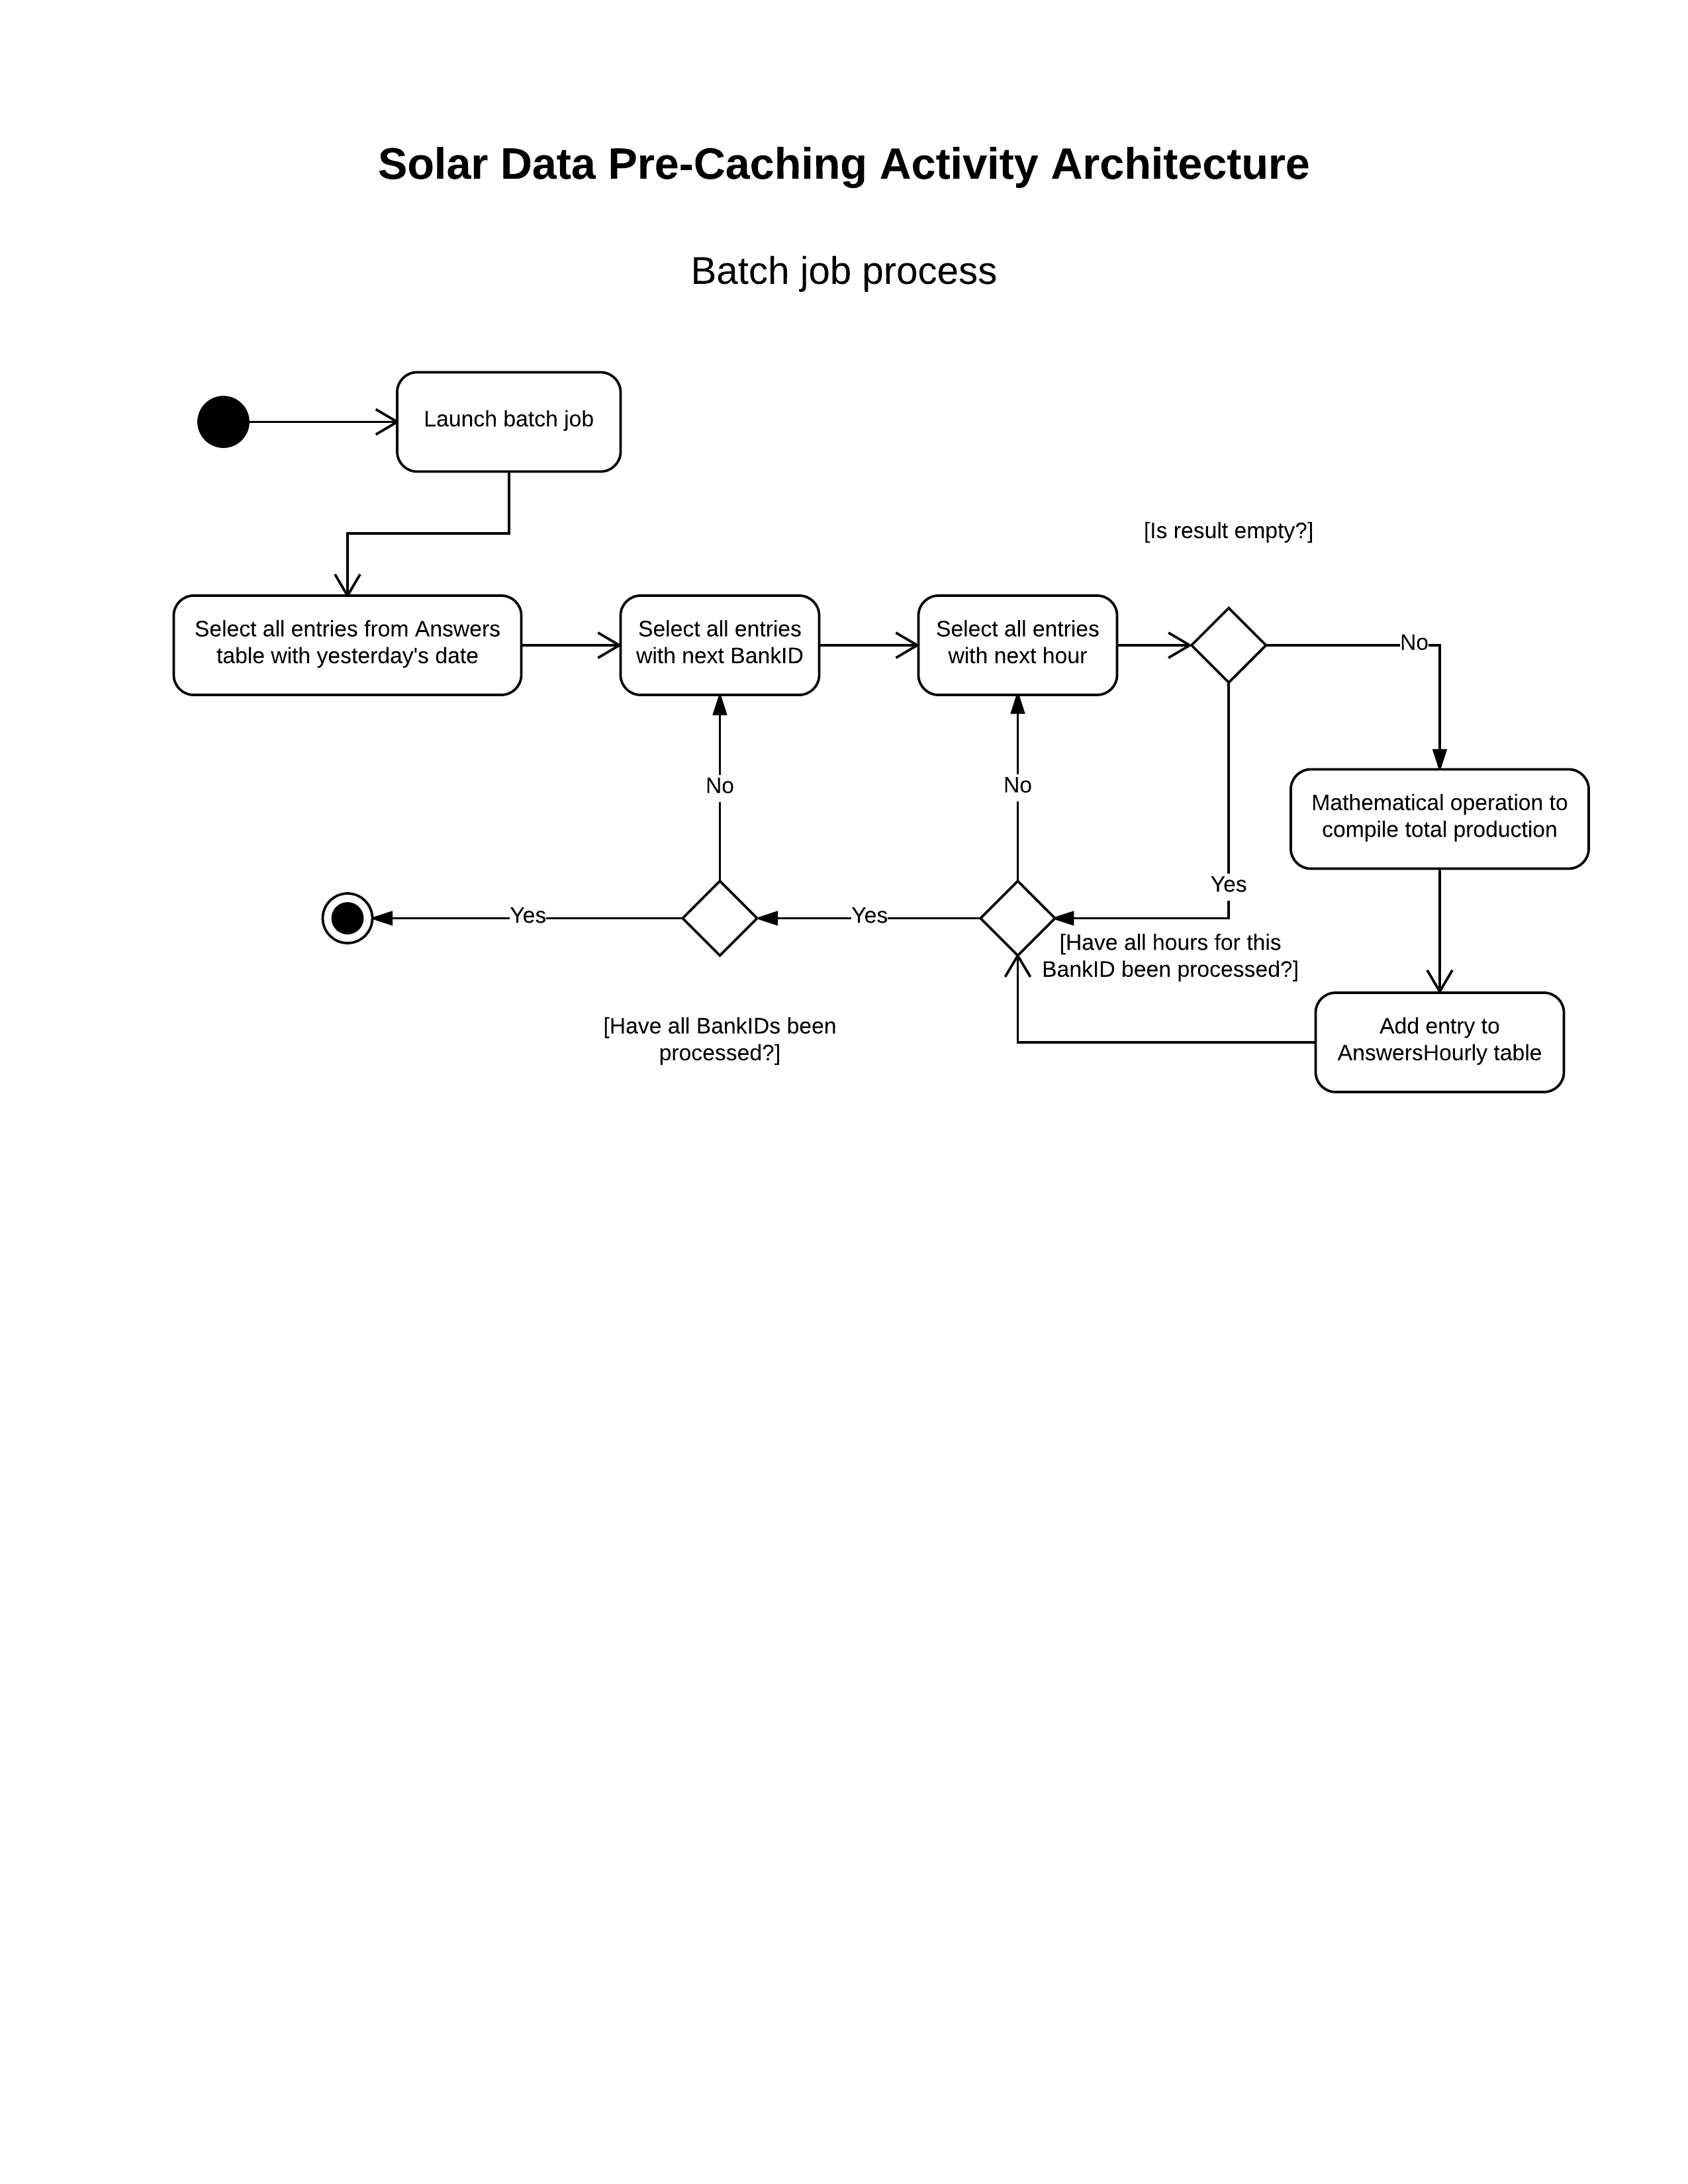 Solar Data Pre-Caching Activity Architecture
Batch job process
Launch batch job
[Is result empty?]
Select all entries from Answers
table with yesterday's date
Select all entries
with next BankID
Select all entries
with next hour
No
Mathematical operation to
compile total production
No
No
Yes
Yes
Yes
[Have all hours for this
BankID been processed?]
[Have all BankIDs been
processed?]
Add entry to
AnswersHourly table